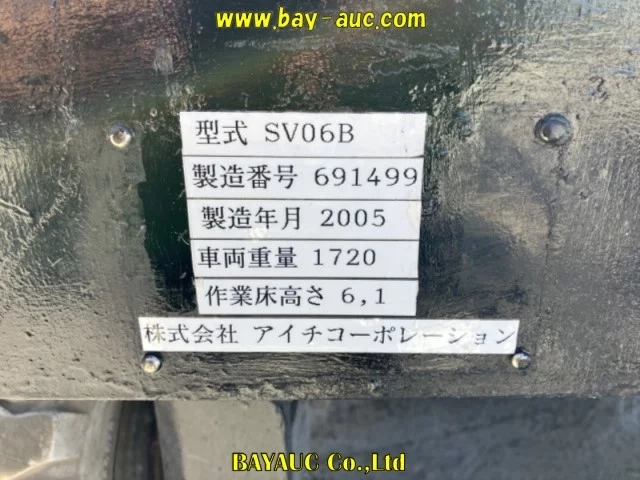 www.bay-auc.com
型式 SV06B
製造番号 691499
製造年月 2005
車両重量 1720
作業床高さ 6,1
株式会社 アイチコーポレーション
BAYAUC Co.,Ltd